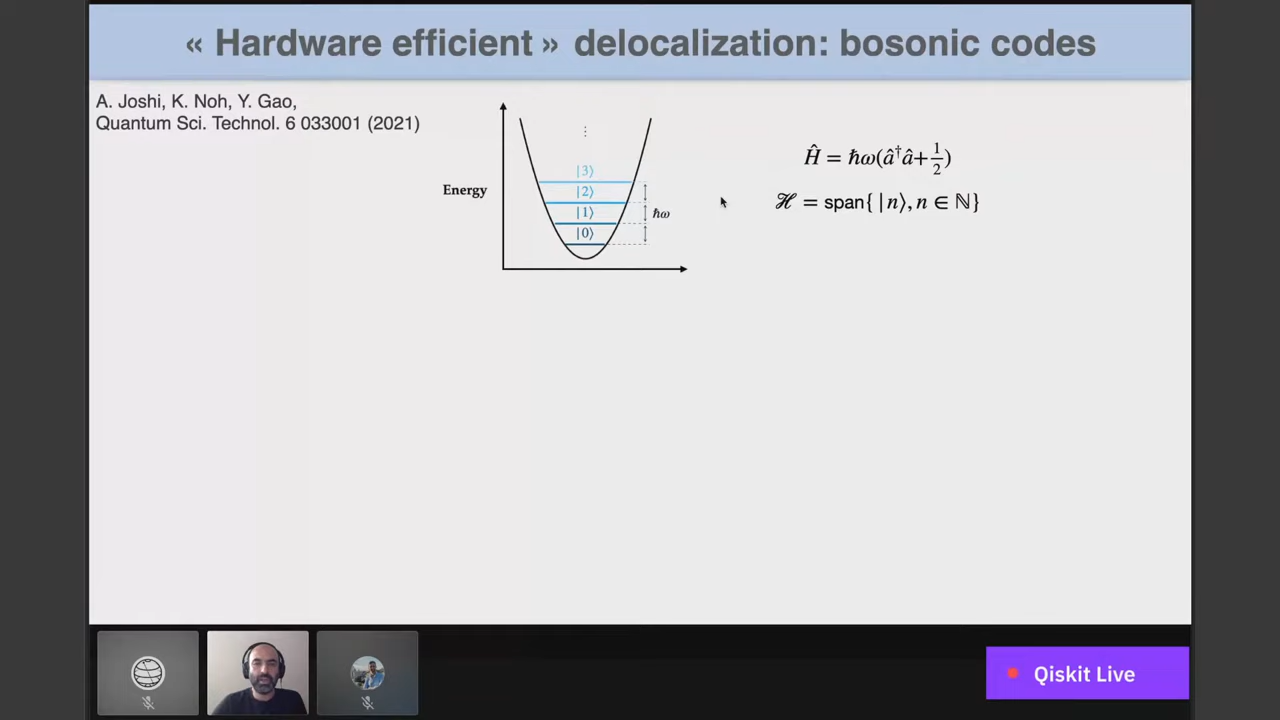 « Hardware efficient » delocalization: bosonic codes
A. Joshi, K. Noh, Y. Gao,
Quantum Sci. Technol. 6 033001 (2021)
Energy
⋮
|3⟩
|2⟩
|1⟩
|0⟩
ℏω
Ĥ = ℏω(â†â+1/2)
ℋ = span{ |n⟩, n ∈ ℕ}
Qiskit Live